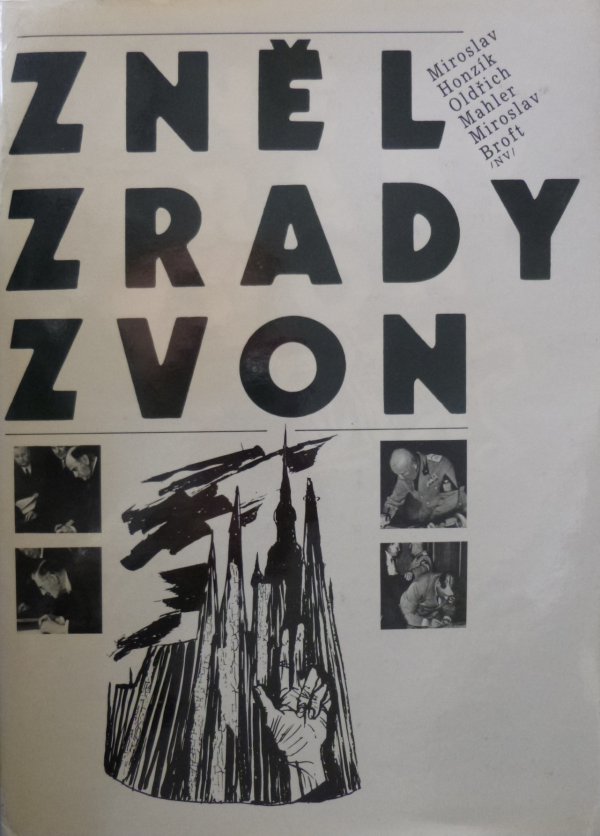 ZNĚL
ZRADY
ZVON
Miroslav
Honzík
Oldřich
Mahler
Miroslav
Broft
/NV/